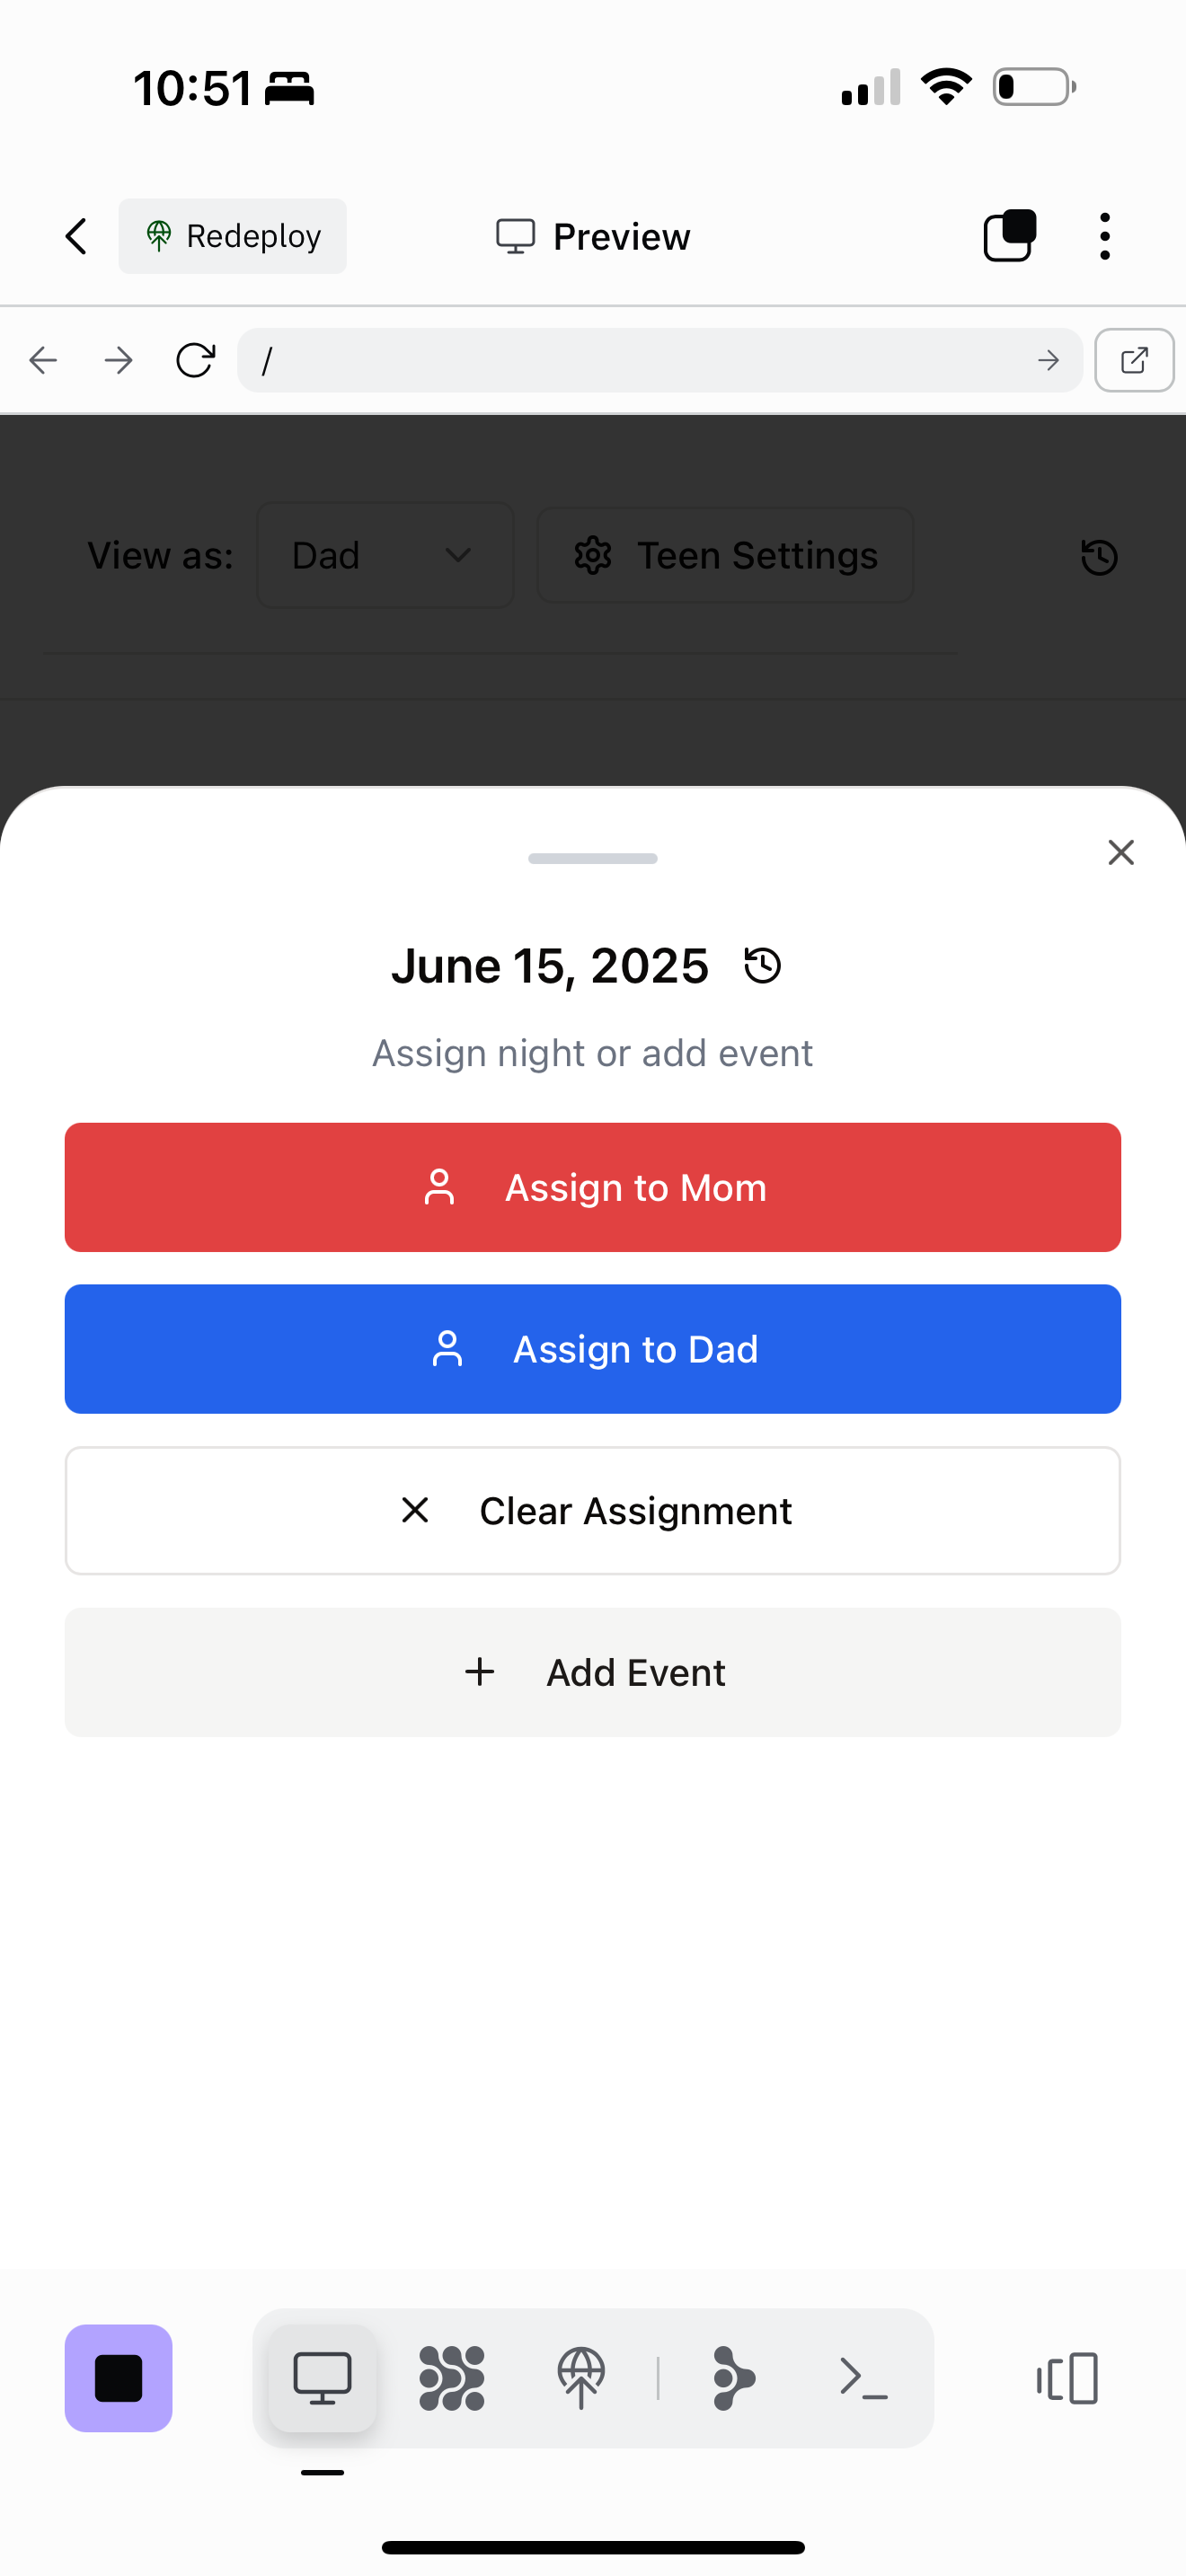 10:51
Redeploy
Preview
/
View as:
Dad
Teen Settings
June 15, 2025
Assign night or add event
Assign to Mom
Assign to Dad
Clear Assignment
Add Event